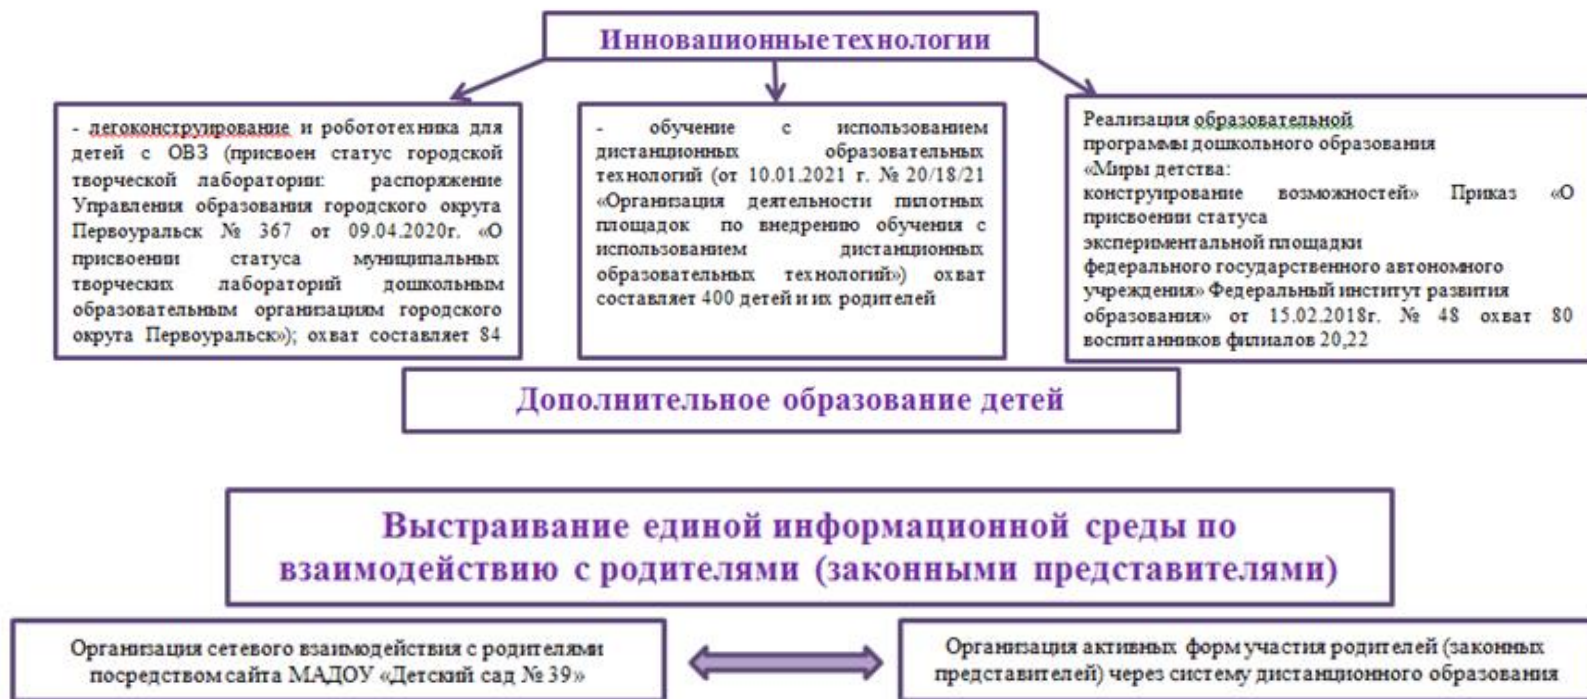 Инновационные технологии
- легоконструирование и робототехника для
детей с ОВЗ (присвоен статус городской
творческой лаборатории: распоряжение
Управления образования городского округа
Первоуральск № 367 от 09.04.2020г. «О
присвоении статуса муниципальных
творческих лабораторий дошкольным
образовательным организациям городского
округа Первоуральск»); охват составляет 84
- обучение с использованием
дистанционных образовательных
технологий (от 10.01.2021 г. № 20/18/21
«Организация деятельности пилотных
площадок по внедрению обучения с
использованием дистанционных
образовательных технологий») охват
составляет 400 детей и их родителей
Реализация образовательной
программы дошкольного образования
«Миры детства:
конструирование возможностей» Приказ «О
присвоении статуса
экспериментальной площадки
федерального государственного автономного
учреждения» Федеральный институт развития
образования» от 15.02.2018г. № 48 охват 80
воспитанников филиалов 20,22
Дополнительное образование детей
Выстраивание единой информационной среды по
взаимодействию с родителями (законными представителями)
Организация сетевого взаимодействия с родителями
посредством сайта МАДОУ «Детский сад № 39»
Организация активных форм участия родителей (законных
представителей) через систему дистанционного образования